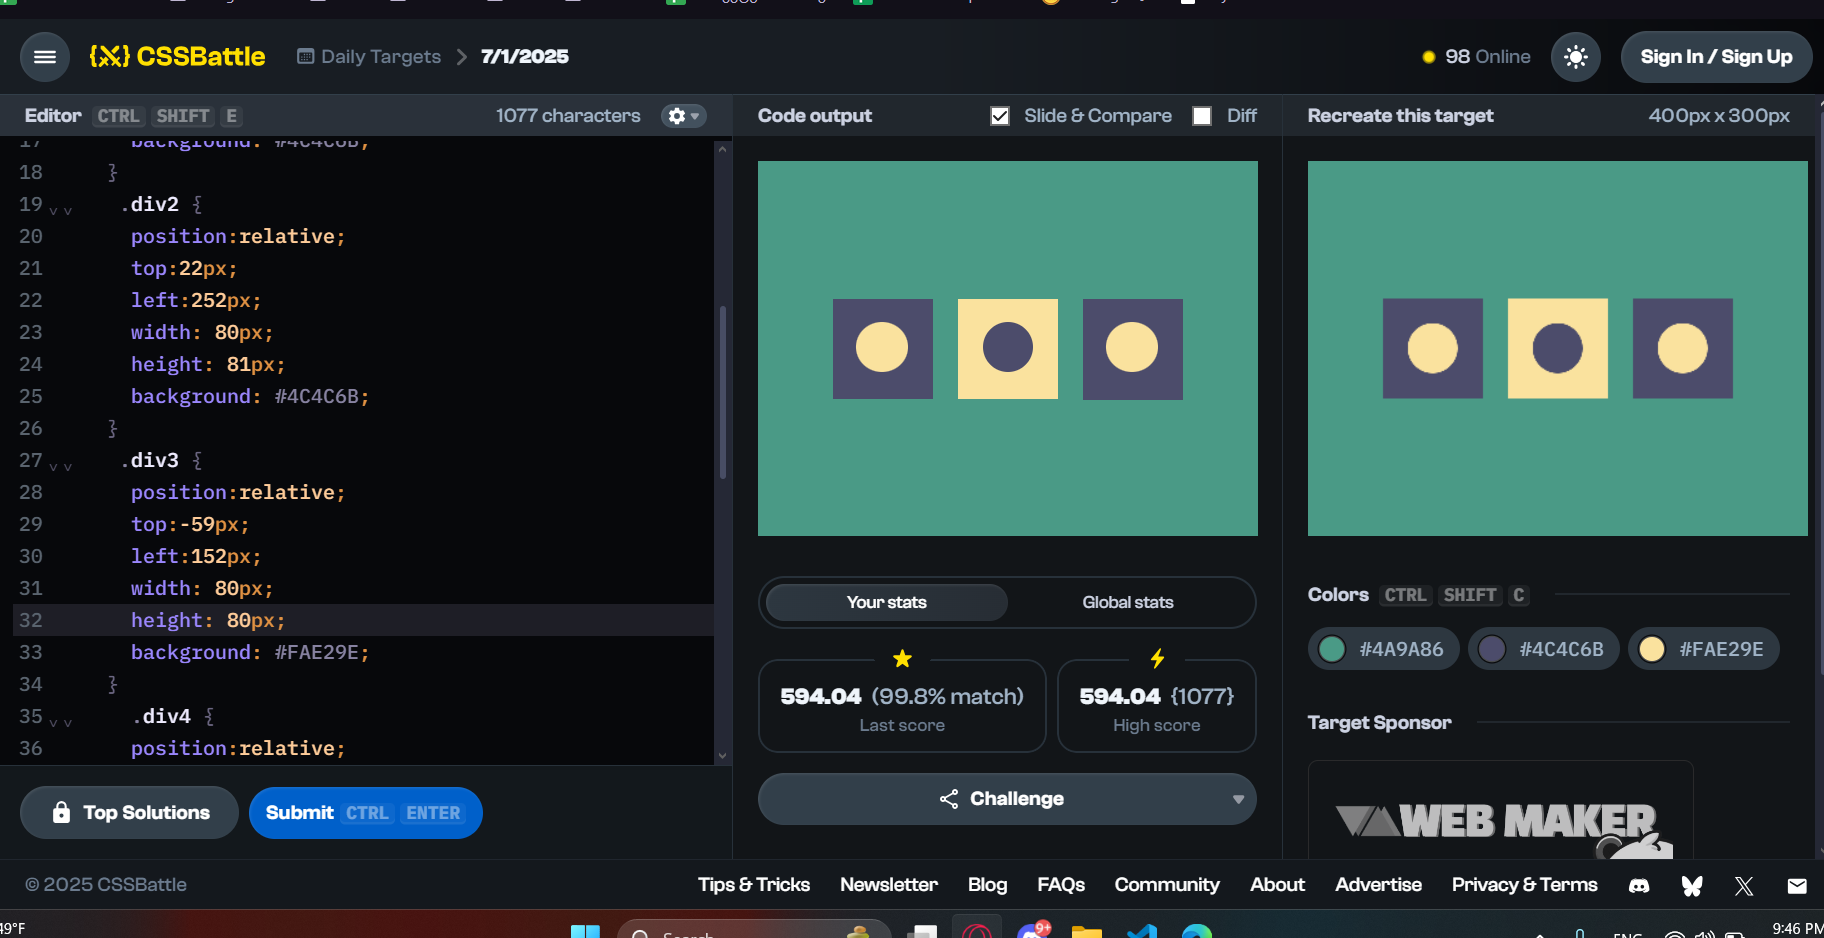 {X} CSSBattle
Daily Targets > 7/1/2025
98 Online
Sign In / Sign Up
Editor CTRL SHIFT E
1077 characters
17 background: #4C4C6B;
18 }
19 .div2 {
20 position:relative;
21 top:22px;
22 left:252px;
23 width: 80px;
24 height: 81px;
25 background: #4C4C6B;
26 }
27 .div3 {
28 position:relative;
29 top:-59px;
30 left:152px;
31 width: 80px;
32 height: 80px;
33 background: #FAE29E;
34 }
35 .div4 {
36 position:relative;
Top Solutions
Submit CTRL ENTER
Code output
Slide & Compare
Diff
Your stats
Global stats
594.04 (99.8% match)
Last score
594.04 {1077}
High score
Challenge
Recreate this target
400px x 300px
Colors CTRL SHIFT C
#4A9A86
#4C4C6B
#FAE29E
Target Sponsor
WEB MAKER
© 2025 CSSBattle
Tips & Tricks
Newsletter
Blog
FAQs
Community
About
Advertise
Privacy & Terms
49°F
Search
9+
ENG
9:46 PM